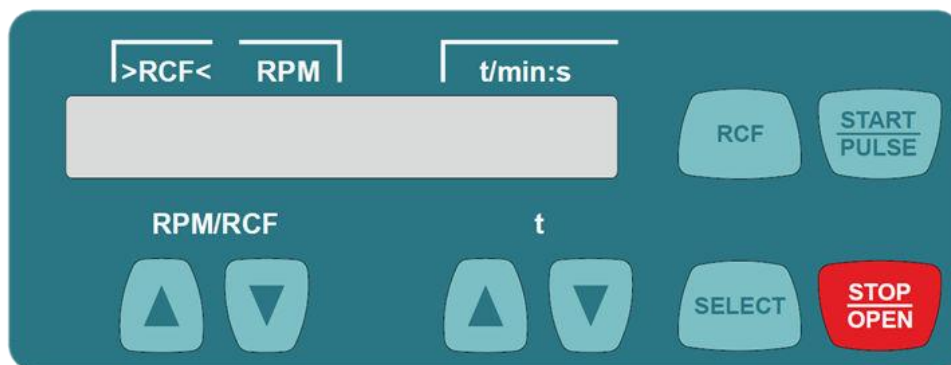 >RCF< RPM t/min:s
RCF
START
PULSE
RPM/RCF t
SELECT
STOP
OPEN